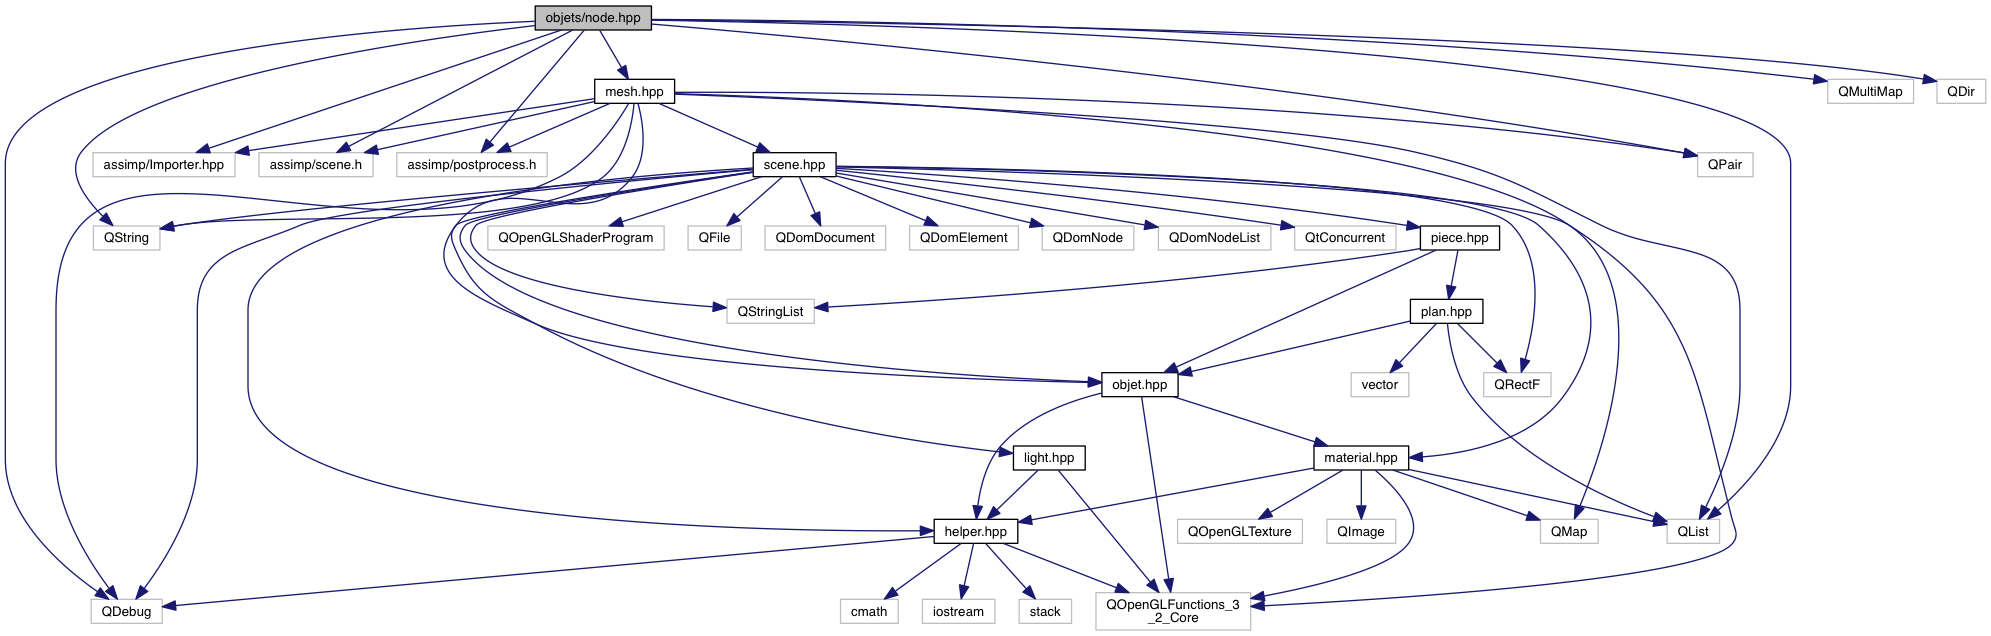 objets/node.hpp
mesh.hpp
QMultiMap
QDir
assimp/Importer.hpp
assimp/scene.h
assimp/postprocess.h
scene.hpp
QPair
QString
QOpenGLShaderProgram
QFile
QDomDocument
QDomElement
QDomNode
QDomNodeList
QtConcurrent
piece.hpp
QStringList
plan.hpp
objet.hpp
vector
QRectF
light.hpp
material.hpp
helper.hpp
QOpenGLTexture
QImage
QMap
QList
QDebug
cmath
iostream
stack
QOpenGLFunctions_3
_2_Core